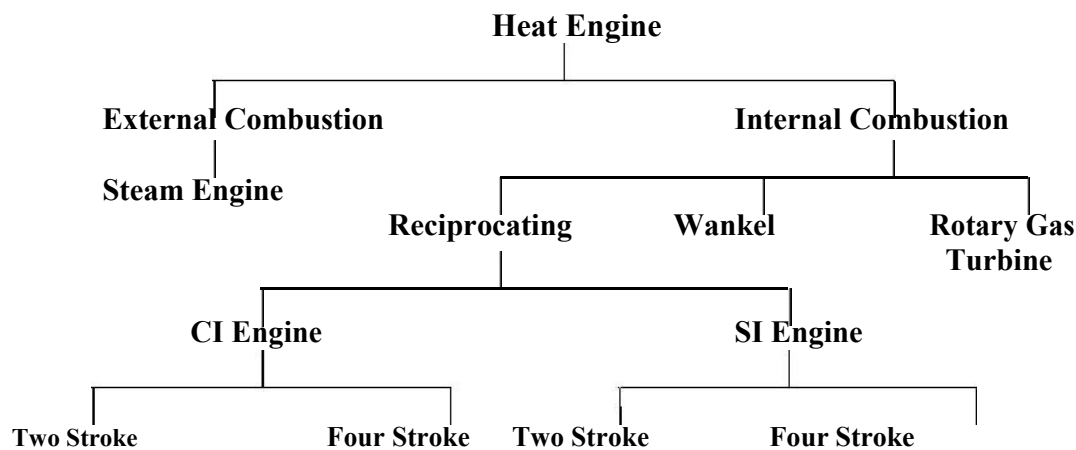 Heat Engine
External Combustion Internal Combustion
Steam Engine
Reciprocating Wankel Rotary Gas
Turbine
CI Engine SI Engine
Two Stroke Four Stroke Two Stroke Four Stroke